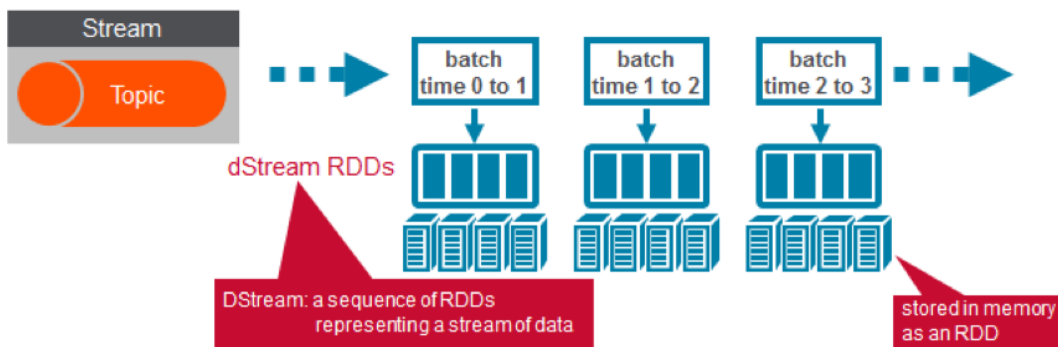 Stream
Topic
batch
time 0 to 1
batch
time 1 to 2
batch
time 2 to 3
dStream RDDs
DStream: a sequence of RDDs
representing a stream of data
stored in memory
as an RDD